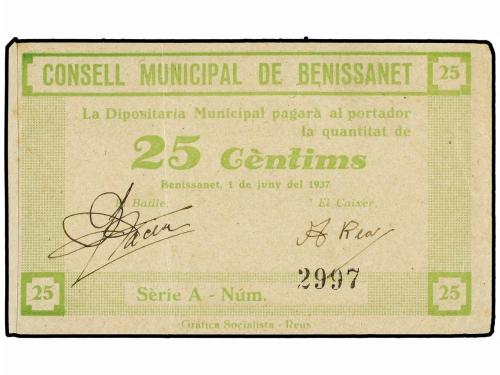 CONSELL MUNICIPAL DE BENISSANET 25
La Dipositaria Municipal pagarà al portador
la quantitat de
25 Cèntims
Benissanet, 1 de juny del 1937
Batlle, El Caixer,
2997
25 Sèrie A - Núm. 25
Gráfica Socialista - Reus